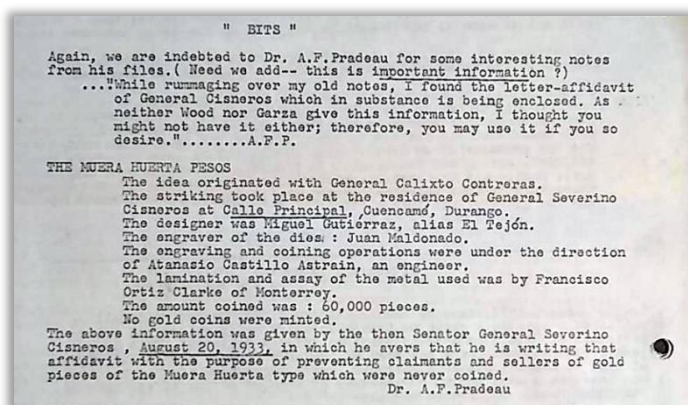 " BITS "
Again, we are indebted to Dr. A.F.Pradeau for some interesting notes
from his files.( Need we add-- this is important information ?)
..."While rummaging over my old notes, I found the letter-affidavit
of General Cisneros which in substance is being enclosed. As
neither Wood nor Garza give this information, I thought you
might not have it either; therefore, you may use it if you so
desire."........A.F.P.
THE MUERA HUERTA PESOS
The idea originated with General Calixto Contreras.
The striking took place at the residence of General Severino
Cisneros at Calle Principal, Cuencamé, Durango.
The designer was Miguel Gutierraz, alias El Tejón.
The engraver of the dies : Juan Maldonado.
The engraving and coining operations were under the direction
of Atanasio Castillo Astrain, an engineer.
The lamination and assay of the metal used was by Francisco
Ortiz Clarke of Monterrey.
The amount coined was : 60,000 pieces.
No gold coins were minted.
The above information was given by the then Senator General Severino
Cisneros , August 20, 1933, in which he avers that he is writing that
affidavit with the purpose of preventing claimants and sellers of gold
pieces of the Muera Huerta type which were never coined.
Dr. A.F.Pradeau